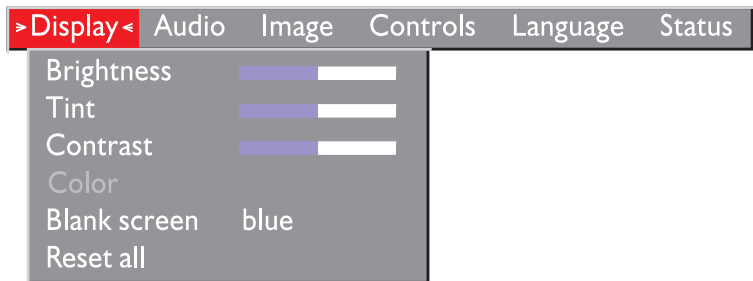 >Display< Audio Image Controls Language Status
Brightness
Tint
Contrast
Color
Blank screen blue
Reset all